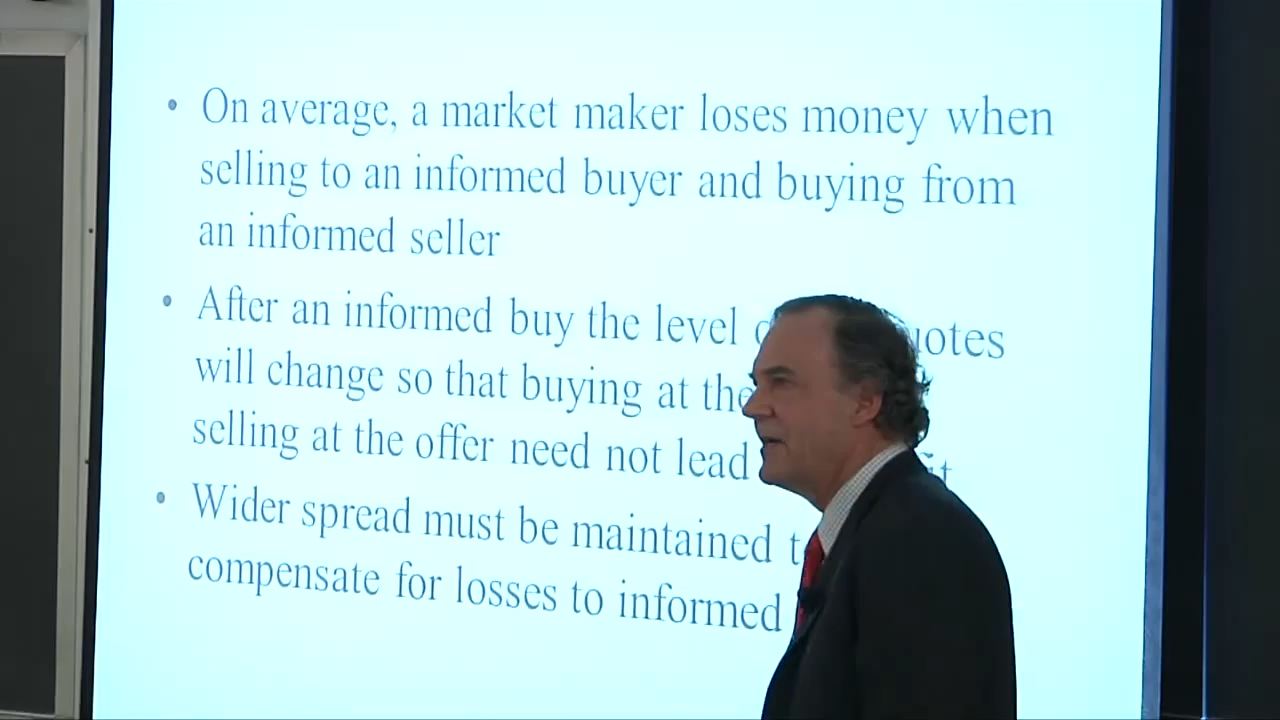 • On average, a market maker loses money when
selling to an informed buyer and buying from
an informed seller
• After an informed buy the level
will change so that buying at the
selling at the offer need not lead
• Wider spread must be maintained
compensate for losses to informed